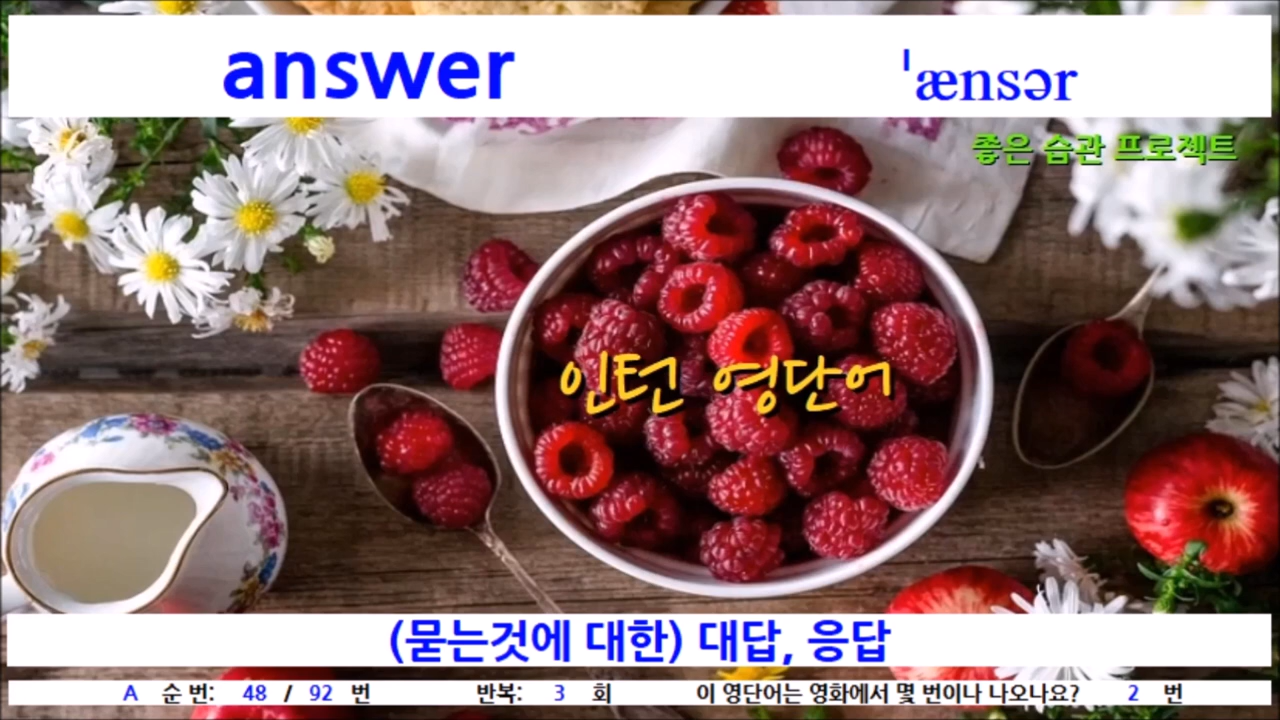 answer ˈænsər
좋은 습관 프로젝트
인턴 영단어
(묻는것에 대한) 대답, 응답
A 순 번: 48 / 92 번 반복: 3 회 이 영단어는 영화에서 몇 번이나 나오나요? 2 번